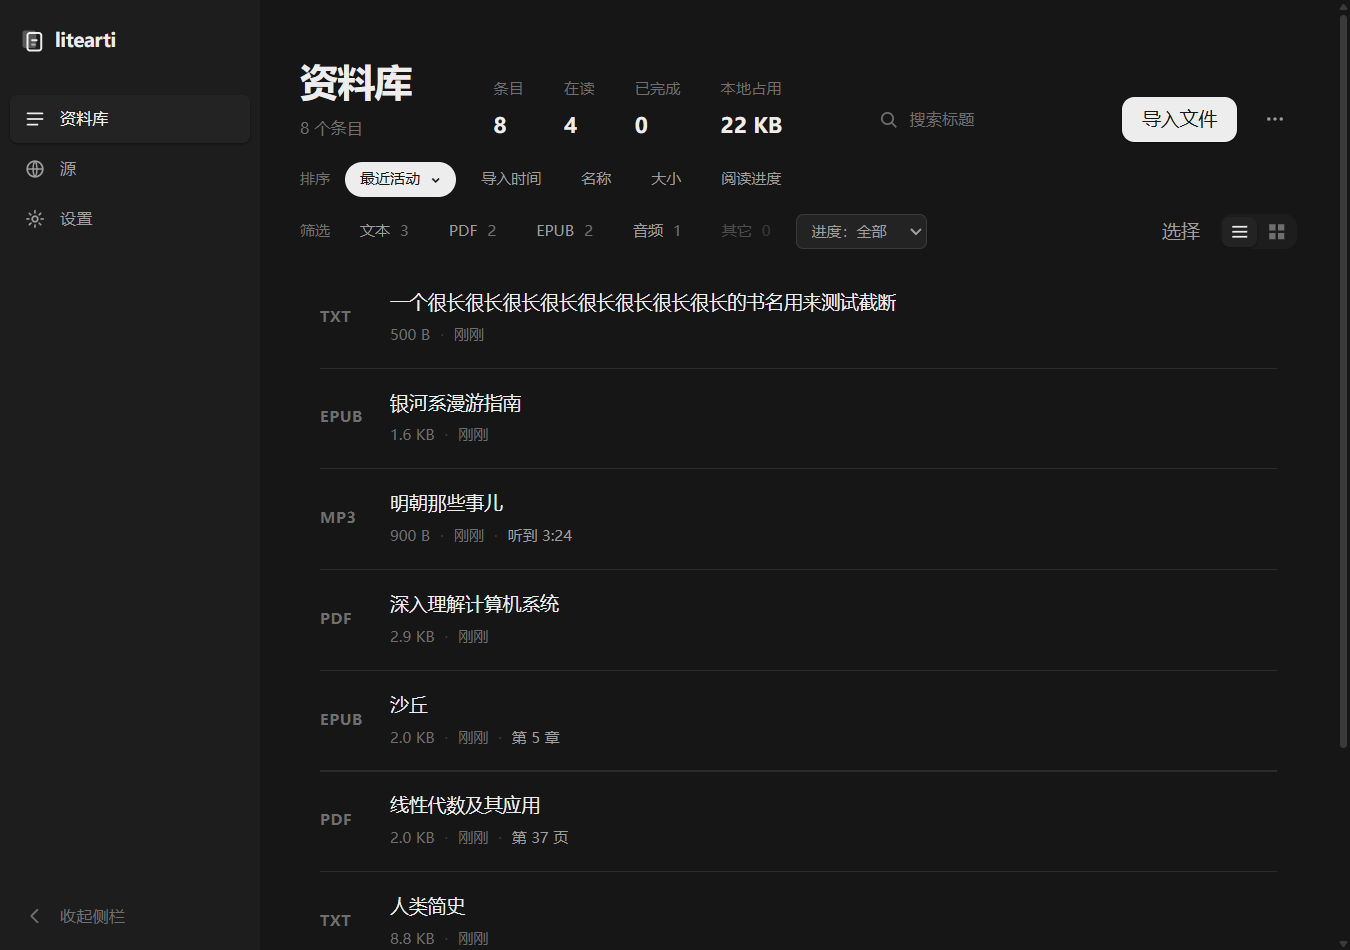 litearti
资料库
源
设置
收起侧栏
资料库
8 个条目
条目 在读 已完成 本地占用
8 4 0 22 KB
搜索标题
导入文件
排序 最近活动 导入时间 名称 大小 阅读进度
筛选 文本 3 PDF 2 EPUB 2 音频 1 其它 0 进度：全部
选择
TXT
一个很长很长很长很长很长很长很长很长很长的书名用来测试截断
500 B · 刚刚
EPUB
银河系漫游指南
1.6 KB · 刚刚
MP3
明朝那些事儿
900 B · 刚刚 · 听到 3:24
PDF
深入理解计算机系统
2.9 KB · 刚刚
EPUB
沙丘
2.0 KB · 刚刚 · 第 5 章
PDF
线性代数及其应用
2.0 KB · 刚刚 · 第 37 页
TXT
人类简史
8.8 KB · 刚刚